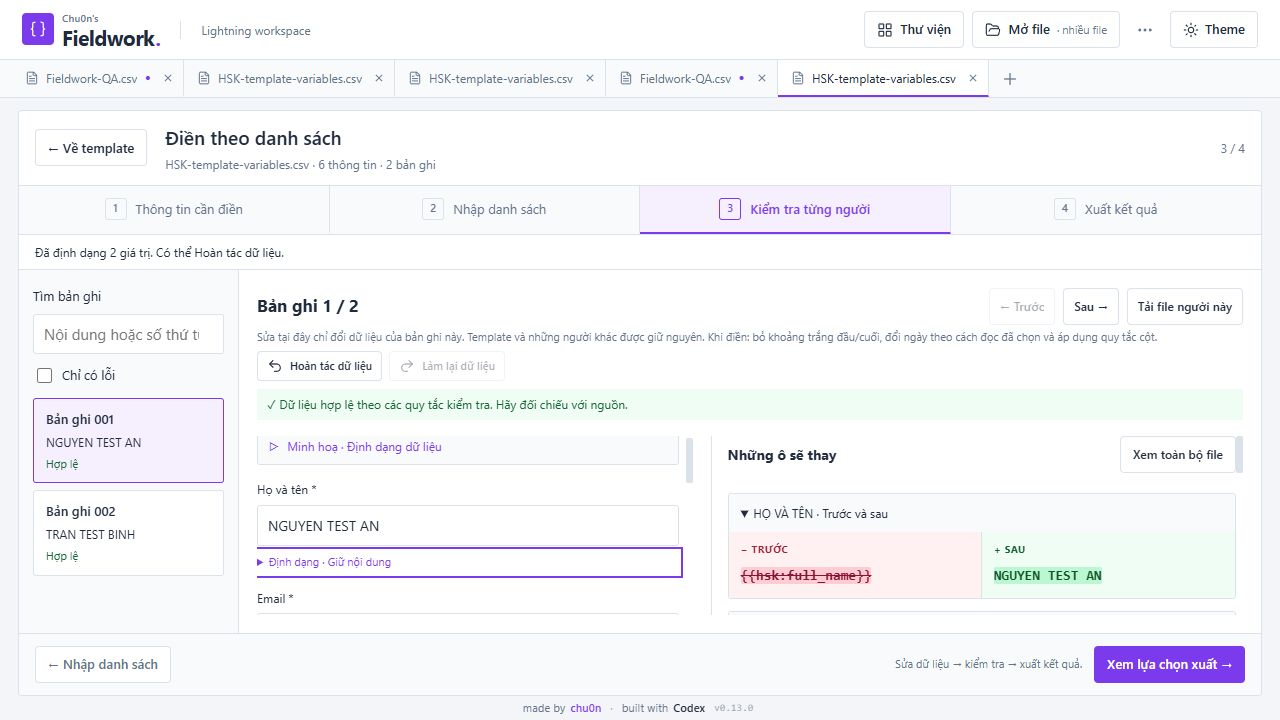 Chu0n's
{ } Fieldwork.
Lightning workspace
Thư viện
Mở file · nhiều file
Theme
Fieldwork-QA.csv
HSK-template-variables.csv
HSK-template-variables.csv
Fieldwork-QA.csv
HSK-template-variables.csv
← Về template
Điền theo danh sách
HSK-template-variables.csv · 6 thông tin · 2 bản ghi
3 / 4
1 Thông tin cần điền
2 Nhập danh sách
3 Kiểm tra từng người
4 Xuất kết quả
Đã định dạng 2 giá trị. Có thể Hoàn tác dữ liệu.
Tìm bản ghi
Nội dung hoặc số thứ tụ
Chỉ có lỗi
Bản ghi 001
NGUYEN TEST AN
Hợp lệ
Bản ghi 002
TRAN TEST BINH
Hợp lệ
Bản ghi 1 / 2
← Trước
Sau →
Tải file người này
Sửa tại đây chỉ đổi dữ liệu của bản ghi này. Template và những người khác được giữ nguyên. Khi điền: bỏ khoảng trắng đầu/cuối, đổi ngày theo cách đọc đã chọn và áp dụng quy tắc cột.
Hoàn tác dữ liệu
Làm lại dữ liệu
✓ Dữ liệu hợp lệ theo các quy tắc kiểm tra. Hãy đối chiếu với nguồn.
Minh hoạ · Định dạng dữ liệu
Họ và tên *
NGUYEN TEST AN
▶ Định dạng · Giữ nội dung
Email *
Những ô sẽ thay
Xem toàn bộ file
▼ HỌ VÀ TÊN · Trước và sau
− TRƯỚC
{{hsk:full_name}}
+ SAU
NGUYEN TEST AN
← Nhập danh sách
Sửa dữ liệu → kiểm tra → xuất kết quả.
Xem lựa chọn xuất →
made by chu0n · built with Codex v0.13.0